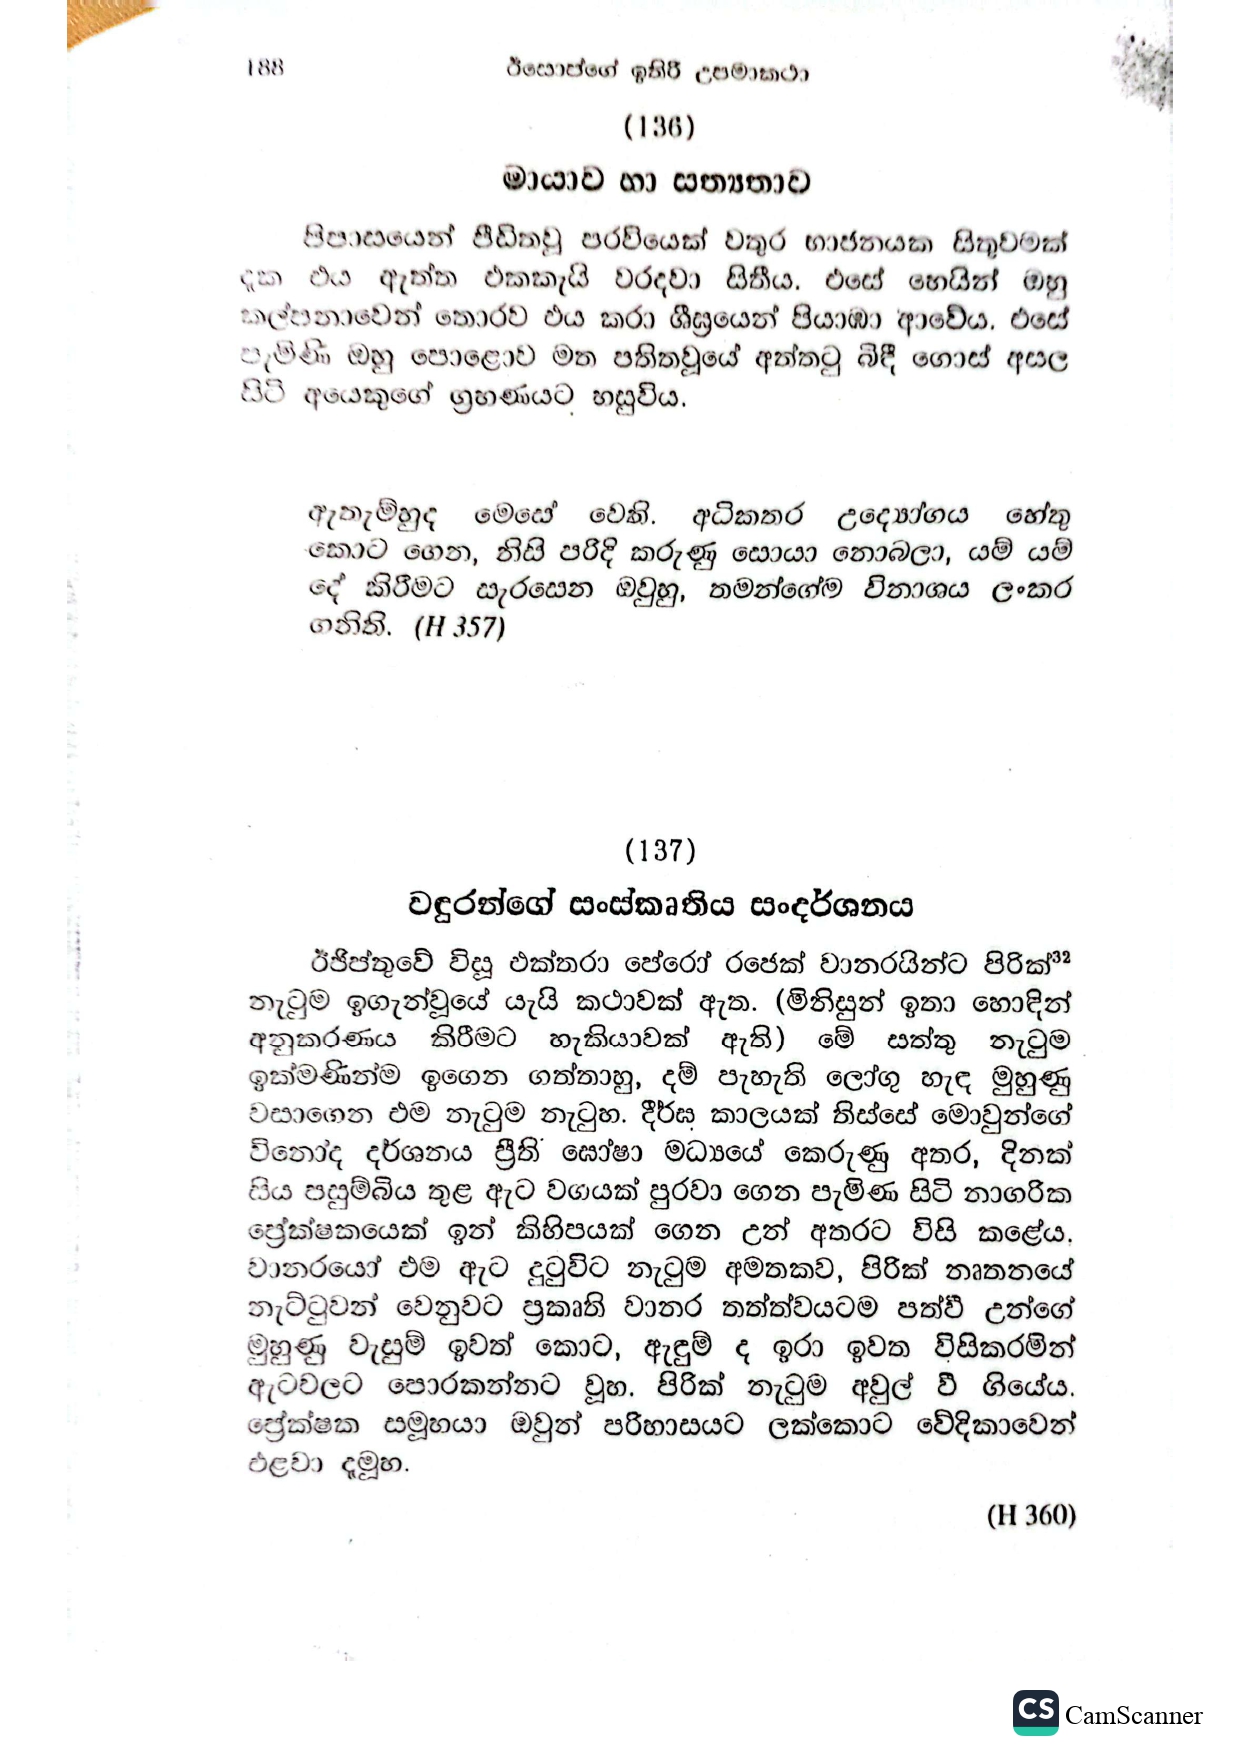 188 ඊසොප්ගේ ඉතිරි උපමාකථා
(136)
මායාව හා සත්‍යතාව
පිපාසයෙන් පීඩිතවූ පරවියෙක් වතුර භාජනයක සිතුවමක්
දැක එය ඇත්ත එකකැයි වරදවා සිතීය. එසේ හෙයින් ඔහු
කල්පනාවෙන් තොරව එය කරා ශීඝ්‍රයෙන් පියාඹා ආවේය. එසේ
පැමිණි ඔහු පොළොව මත පතිතවූයේ අත්තටු බිඳී ගොස් අසල
සිටි අයෙකුගේ ග්‍රහණයට හසුවිය.
ඇතැම්හුද මෙසේ වෙති. අධිකතර උද්‍යෝගය හේතු
කොට ගෙන, නිසි පරිදි කරුණු සොයා නොබලා, යම් යම්
දේ කිරීමට සැරසෙන ඔවුහු, තමන්ගේම විනාශය ලංකර
ගනිති. (H 357)
(137)
වඳුරන්ගේ සංස්කෘතිය සංදර්ශනය
ඊජිප්තුවේ විසූ එක්තරා පේරෝ රජෙක් වානරයින්ට පිරික්³²
නැටුම ඉගැන්වූයේ යැයි කථාවක් ඇත. (මිනිසුන් ඉතා හොඳින්
අනුකරණය කිරීමට හැකියාවක් ඇති) මේ සත්තු නැටුම
ඉක්මණින්ම ඉගෙන ගත්තාහු, දම් පැහැති ලෝගු හැඳ මුහුණු
වසාගෙන එම නැටුම නැටූහ. දීර්ඝ කාලයක් තිස්සේ මොවුන්ගේ
විනෝද දර්ශනය ප්‍රීති ඝෝෂා මධ්‍යයේ කෙරුණු අතර, දිනක්
සිය පසුම්බිය තුළ ඇට වගයක් පුරවා ගෙන පැමිණ සිටි නාගරික
ප්‍රේක්ෂකයෙක් ඉන් කිහිපයක් ගෙන උන් අතරට විසි කළේය.
වානරයෝ එම ඇට දුටුවිට නැටුම අමතකව, පිරික් නෘතනයේ
නැට්ටුවන් වෙනුවට ප්‍රකෘති වානර තත්ත්වයටම පත්වී උන්ගේ
මුහුණු වැසුම් ඉවත් කොට, ඇඳුම් ද ඉරා ඉවත විසිකරමින්
ඇටවලට පොරකන්නට වූහ. පිරික් නැටුම අවුල් වී ගියේය.
ප්‍රේක්ෂක සමූහයා ඔවුන් පරිහාසයට ලක්කොට වේදිකාවෙන්
එළවා දැමූහ.
(H 360)
CS CamScanner